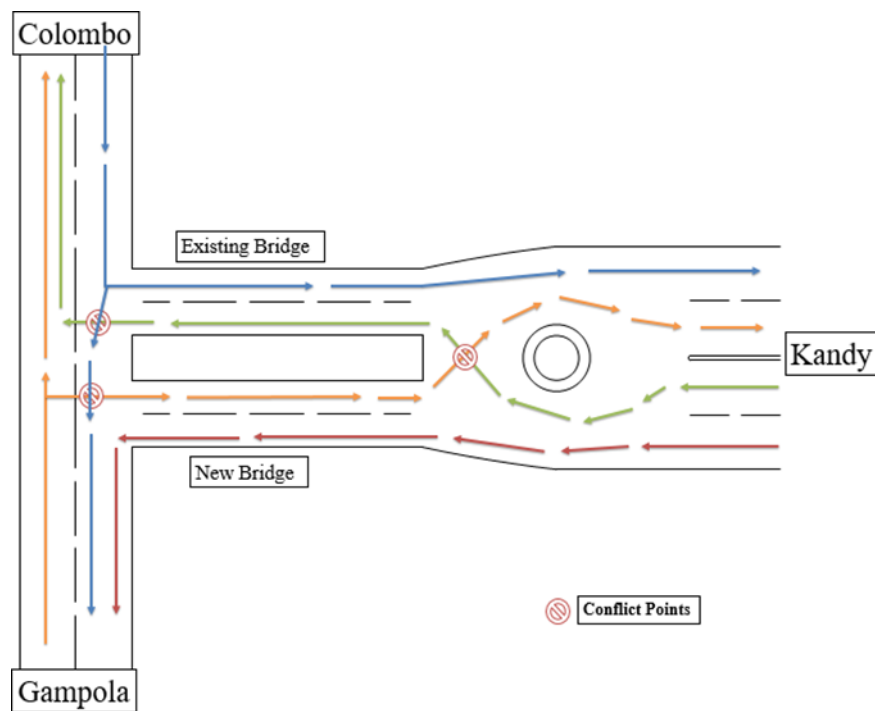 Colombo
Existing Bridge
Kandy
New Bridge
Conflict Points
Gampola